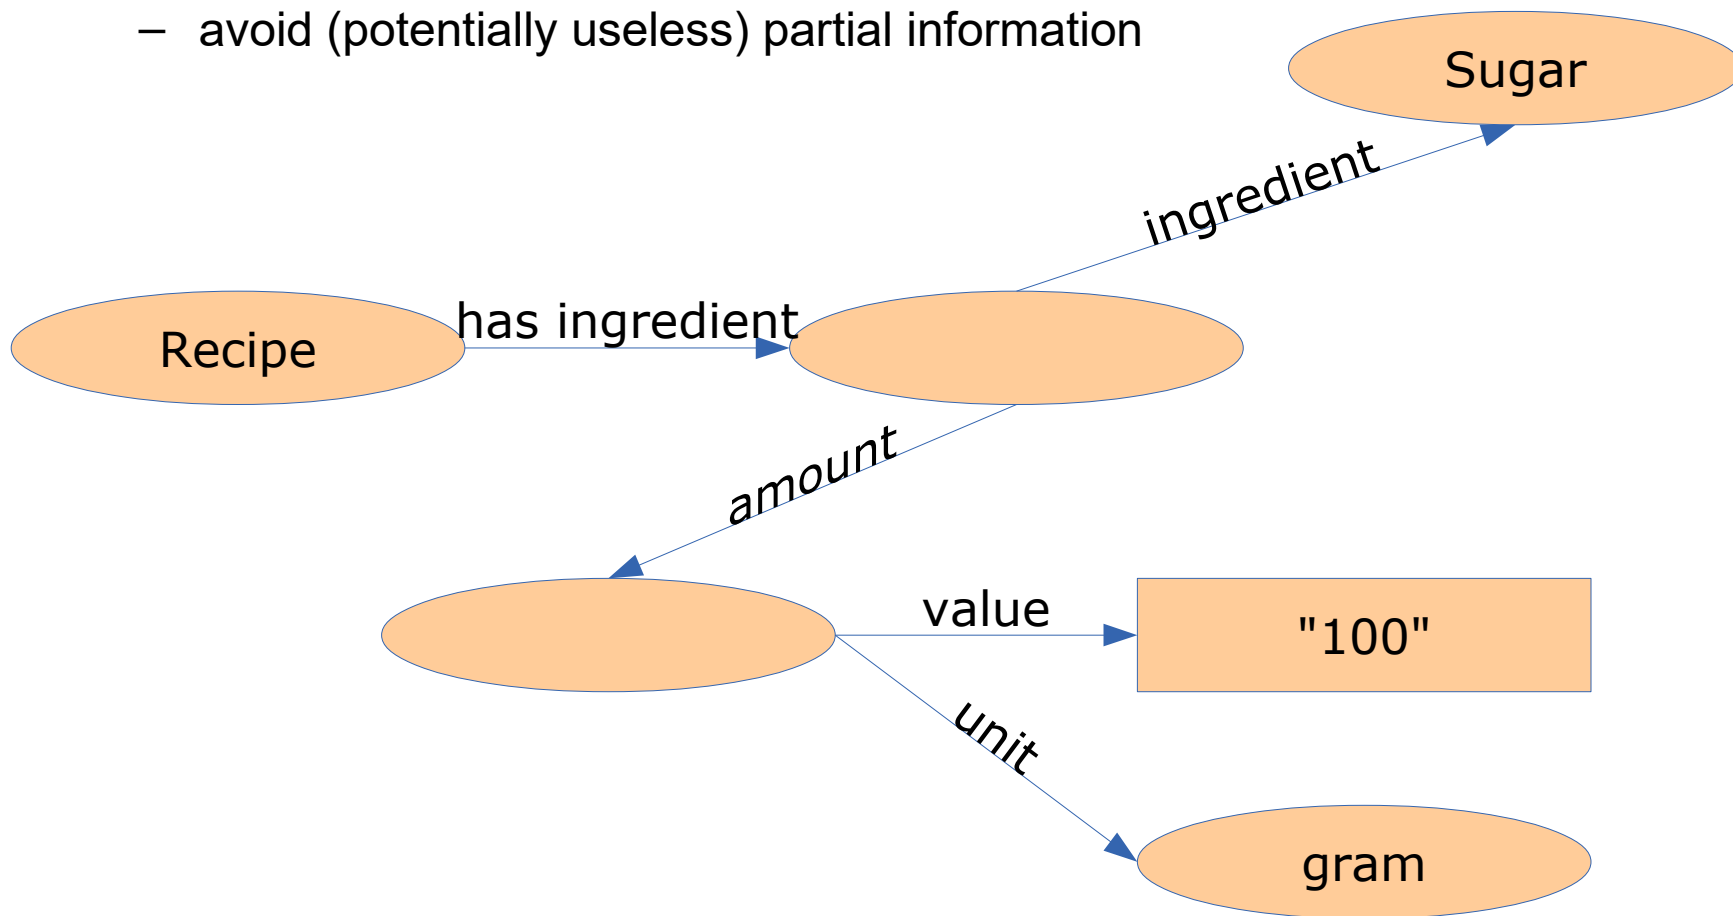 – avoid (potentially useless) partial information
Sugar
ingredient
has ingredient
Recipe
amount
value
"100"
unit
gram